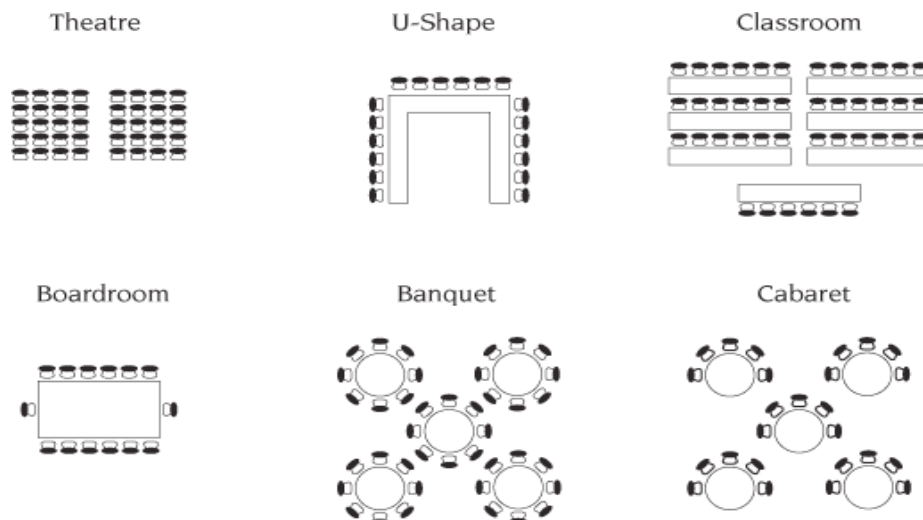 Theatre
U-Shape
Classroom
Boardroom
Banquet
Cabaret